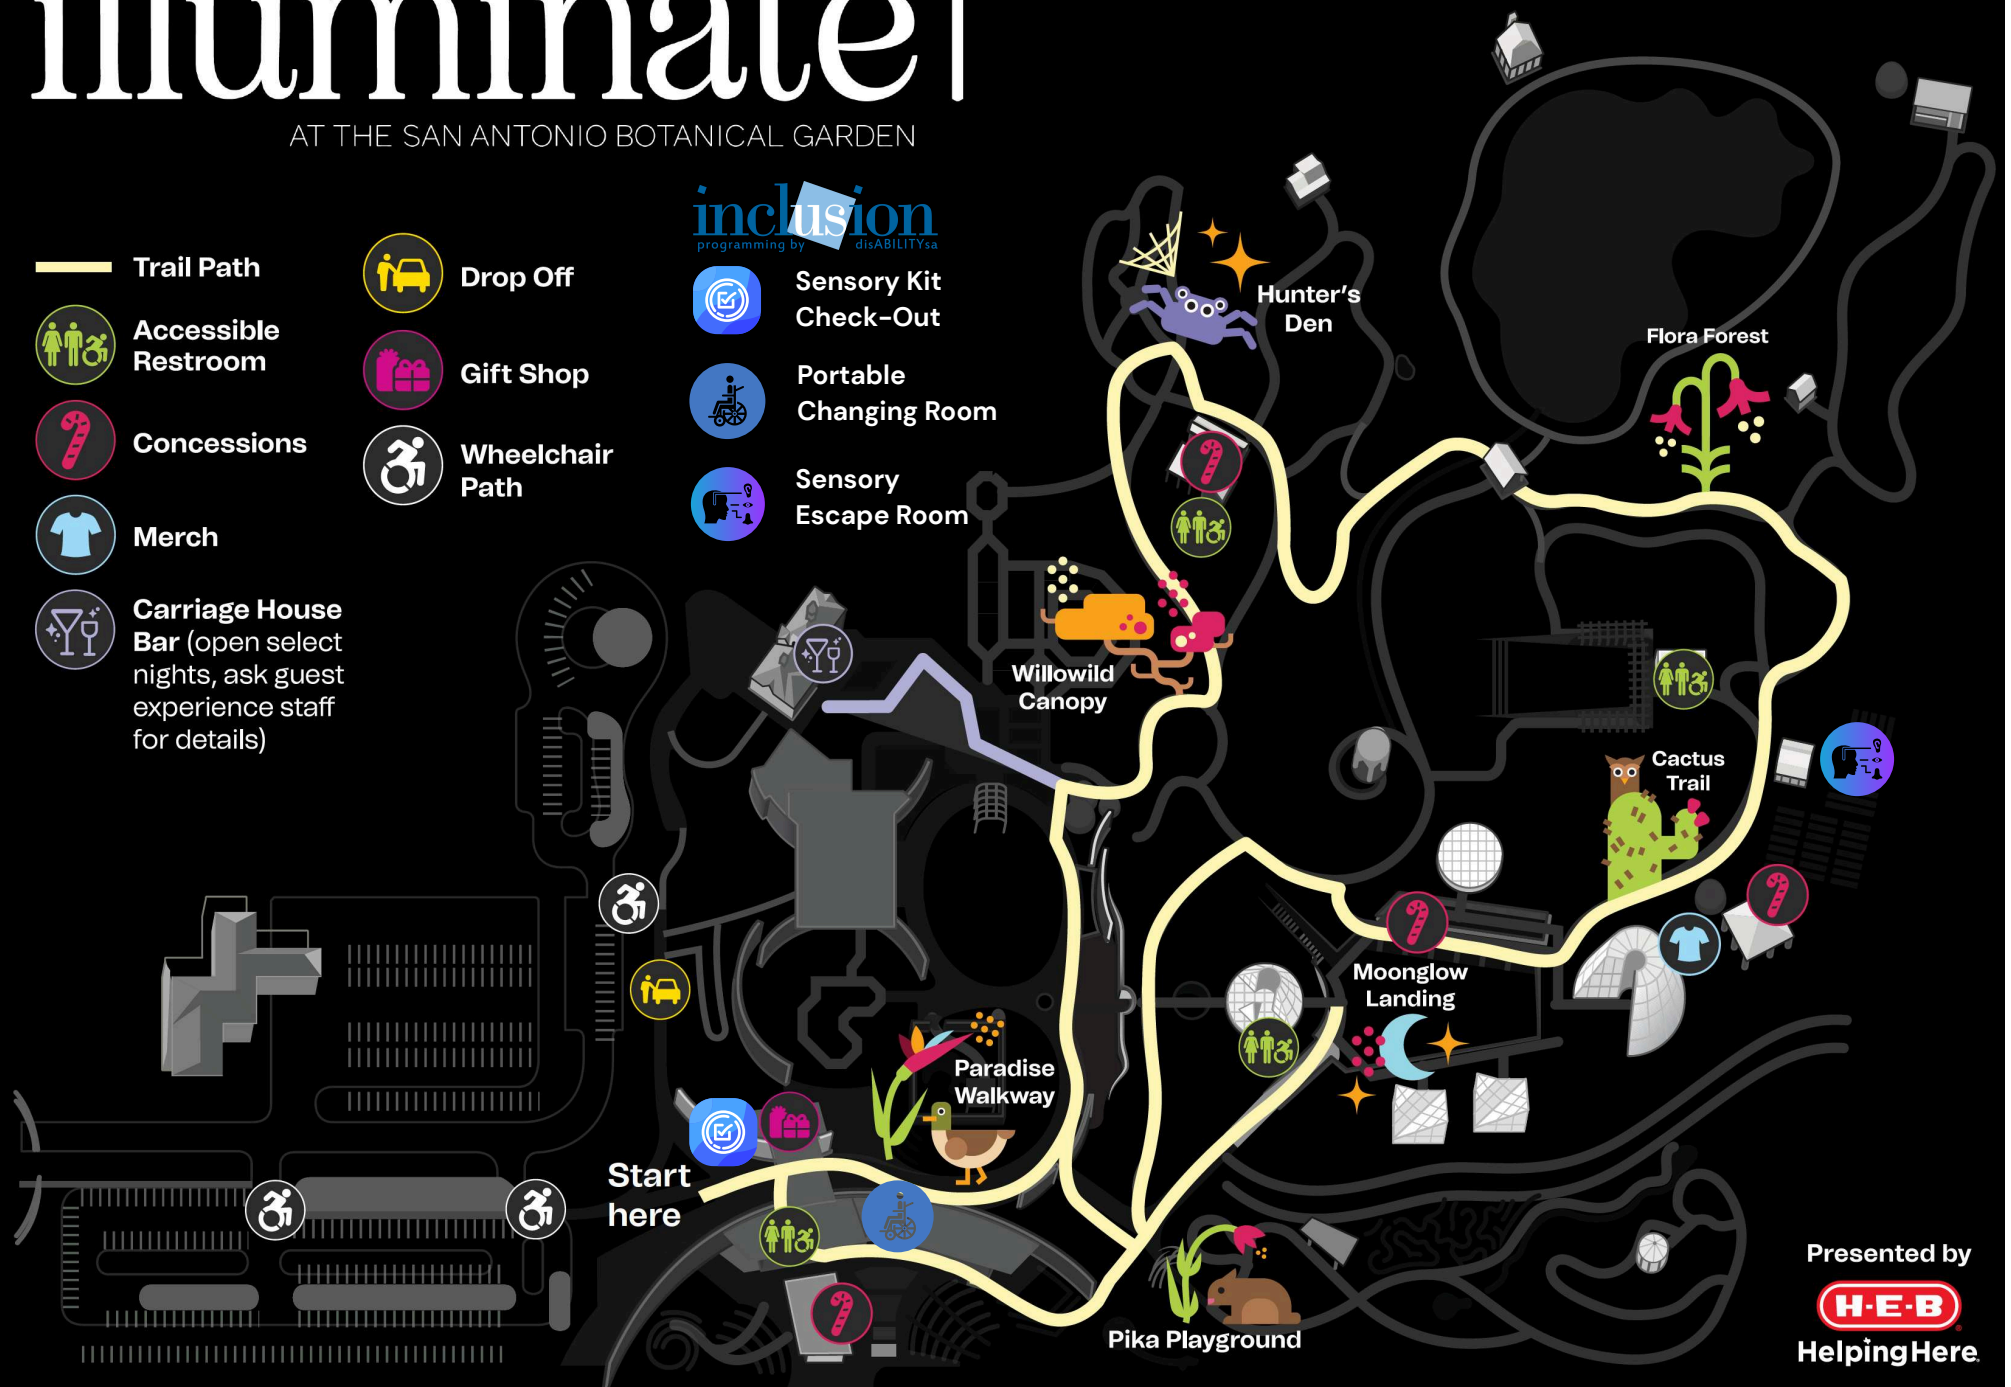 illuminate
AT THE SAN ANTONIO BOTANICAL GARDEN
inclusion
programming by disABILITYsa
Trail Path
Accessible
Restroom
Concessions
Merch
Carriage House
Bar (open select
nights, ask guest
experience staff
for details)
Drop Off
Gift Shop
Wheelchair
Path
Sensory Kit
Check-Out
Portable
Changing Room
Sensory
Escape Room
Hunter's
Den
Flora Forest
Willowild
Canopy
Cactus
Trail
Moonglow
Landing
Paradise
Walkway
Start
here
Pika Playground
Presented by
H-E-B
Helping Here